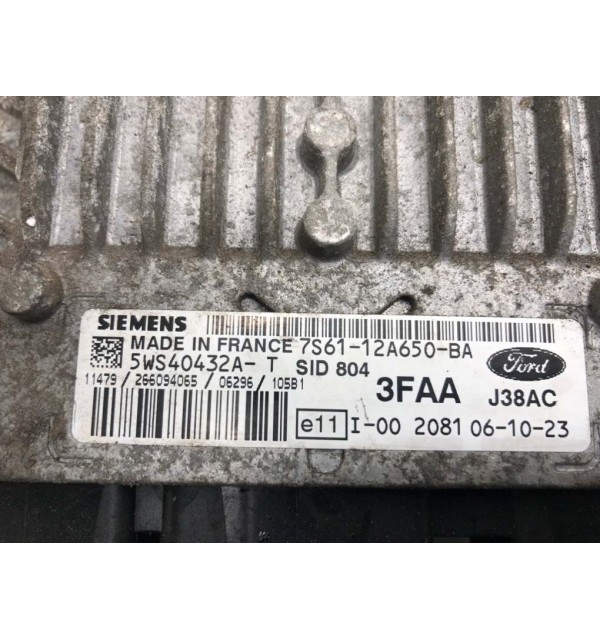 SIEMENS
MADE IN FRANCE 7S61-12A650-BA
5WS40432A- T SID 804
Ford
11479 / 266094065 / 06296 / 105B1
3FAA J38AC
e11 I-00 2081 06-10-23